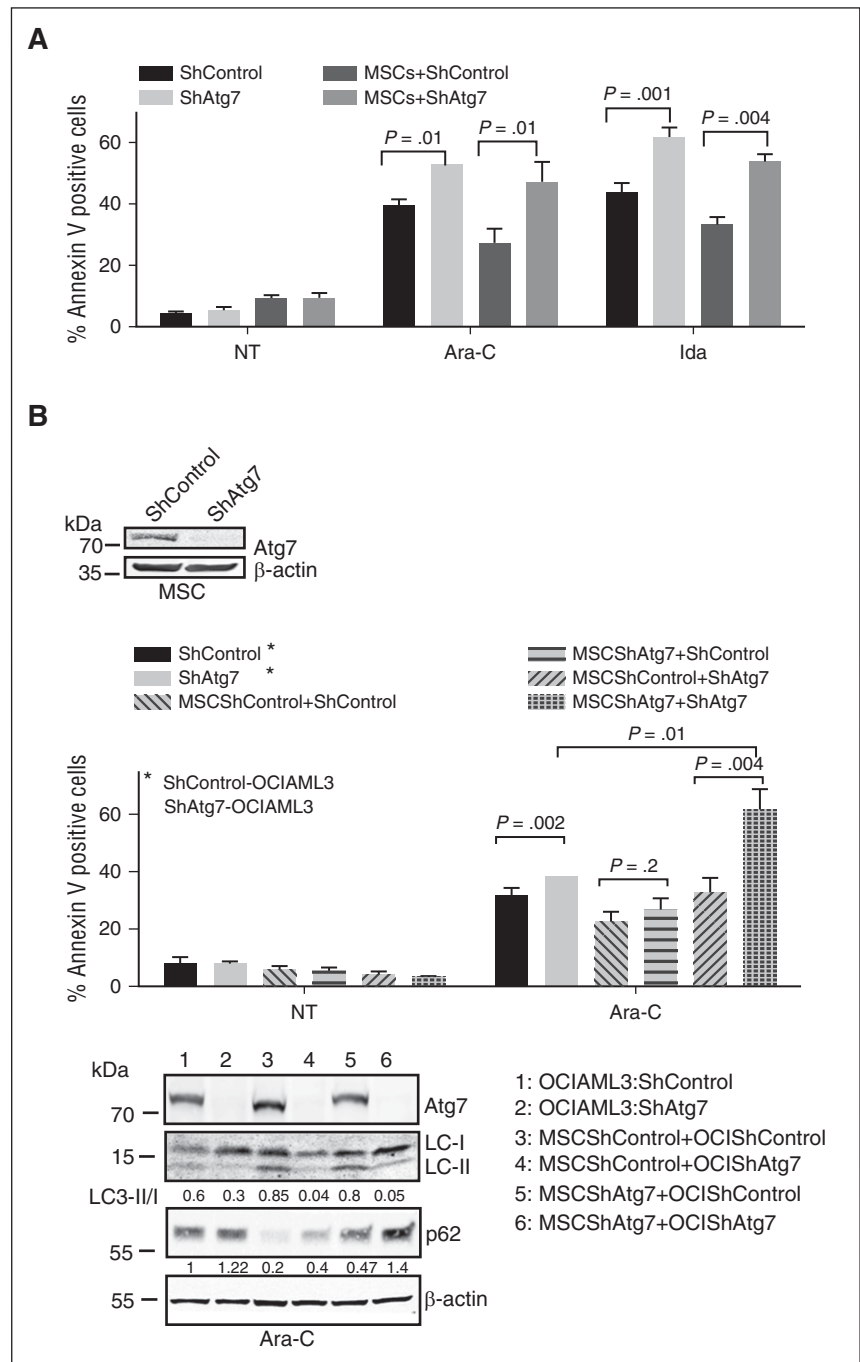 A
ShControl
ShAtg7
MSCs+ShControl
MSCs+ShAtg7
% Annexin V positive cells
60
40
20
0
P = .01
P = .01
P = .001
P = .004
NT
Ara-C
Ida
B
ShControl
ShAtg7
kDa
70
35
Atg7
β-actin
MSC
ShControl *
ShAtg7 *
MSCShControl+ShControl
MSCShAtg7+ShControl
MSCShControl+ShAtg7
MSCShAtg7+ShAtg7
* ShControl-OCIAML3
ShAtg7-OCIAML3
% Annexin V positive cells
60
40
20
0
P = .002
P = .2
P = .01
P = .004
NT
Ara-C
kDa
1 2 3 4 5 6
70
Atg7
15
LC-I
LC-II
LC3-II/I 0.6 0.3 0.85 0.04 0.8 0.05
55
p62
1 1.22 0.2 0.4 0.47 1.4
55
β-actin
Ara-C
1: OCIAML3:ShControl
2: OCIAML3:ShAtg7
3: MSCShControl+OCIShControl
4: MSCShControl+OCIShAtg7
5: MSCShAtg7+OCIShControl
6: MSCShAtg7+OCIShAtg7